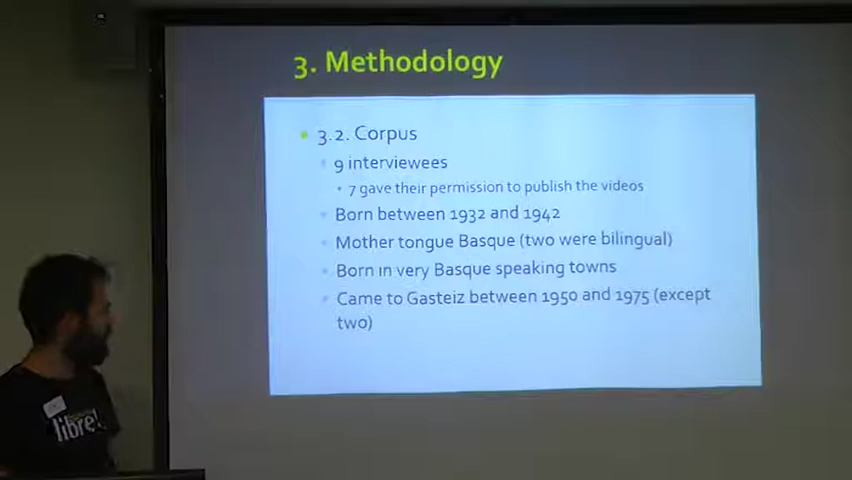 3. Methodology
3.2. Corpus
9 interviewees
7 gave their permission to publish the videos
Born between 1932 and 1942
Mother tongue Basque (two were bilingual)
Born in very Basque speaking towns
Came to Gasteiz between 1950 and 1975 (except
two)
libre!